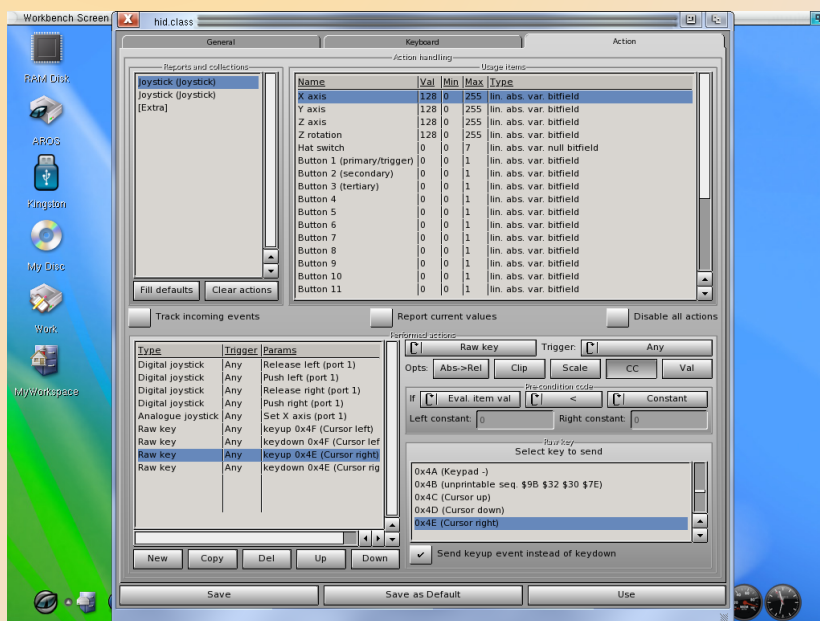 Workbench Screen
hid.class
General
Keyboard
Action
Action handling
Reports and collections
Joystick (Joystick)
Joystick (Joystick)
[Extra]
Fill defaults
Clear actions
Usage items
Name Val Min Max Type
X axis 128 0 255 lin. abs. var. bitfield
Y axis 128 0 255 lin. abs. var. bitfield
Z axis 128 0 255 lin. abs. var. bitfield
Z rotation 128 0 255 lin. abs. var. bitfield
Hat switch 0 0 7 lin. abs. var. null bitfield
Button 1 (primary/trigger) 0 0 1 lin. abs. var. bitfield
Button 2 (secondary) 0 0 1 lin. abs. var. bitfield
Button 3 (tertiary) 0 0 1 lin. abs. var. bitfield
Button 4 0 0 1 lin. abs. var. bitfield
Button 5 0 0 1 lin. abs. var. bitfield
Button 6 0 0 1 lin. abs. var. bitfield
Button 7 0 0 1 lin. abs. var. bitfield
Button 8 0 0 1 lin. abs. var. bitfield
Button 9 0 0 1 lin. abs. var. bitfield
Button 10 0 0 1 lin. abs. var. bitfield
Button 11 0 0 1 lin. abs. var. bitfield
Track incoming events
Report current values
Disable all actions
Performed actions
Type Trigger Params
Digital joystick Any Release left (port 1)
Digital joystick Any Push left (port 1)
Digital joystick Any Release right (port 1)
Digital joystick Any Push right (port 1)
Analogue joystick Any Set X axis (port 1)
Raw key Any keyup 0x4F (Cursor left)
Raw key Any keydown 0x4F (Cursor lef
Raw key Any keyup 0x4E (Cursor right)
Raw key Any keydown 0x4E (Cursor rig
New
Copy
Del
Up
Down
Raw key
Trigger: Any
Opts: Abs->Rel Clip Scale CC Val
Pre-condition code
If Eval. item val < Constant
Left constant: 0 Right constant: 0
Raw key
Select key to send
0x4A (Keypad -)
0x4B (unprintable seq. $9B $32 $30 $7E)
0x4C (Cursor up)
0x4D (Cursor down)
0x4E (Cursor right)
Send keyup event instead of keydown
Save
Save as Default
Use
RAM Disk
AROS
Kingston
My Disc
Work
MyWorkspace